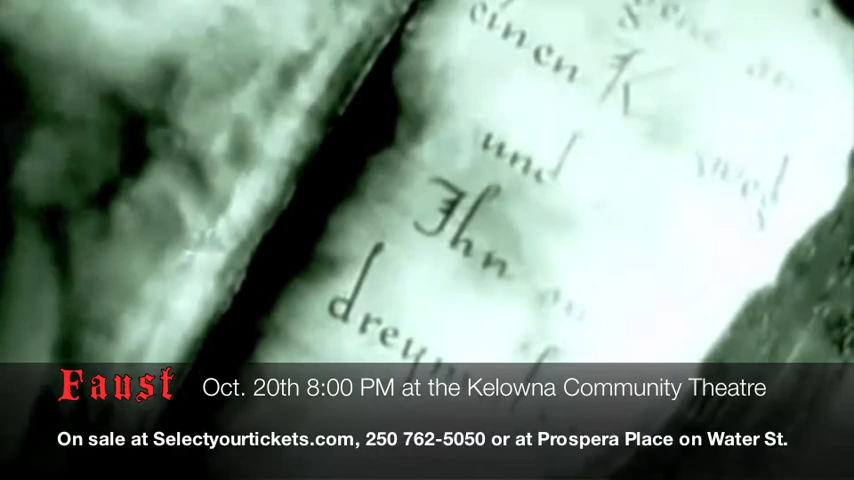 einen K
und
Ihn
Faust Oct. 20th 8:00 PM at the Kelowna Community Theatre
On sale at Selectyourtickets.com, 250 762-5050 or at Prospera Place on Water St.